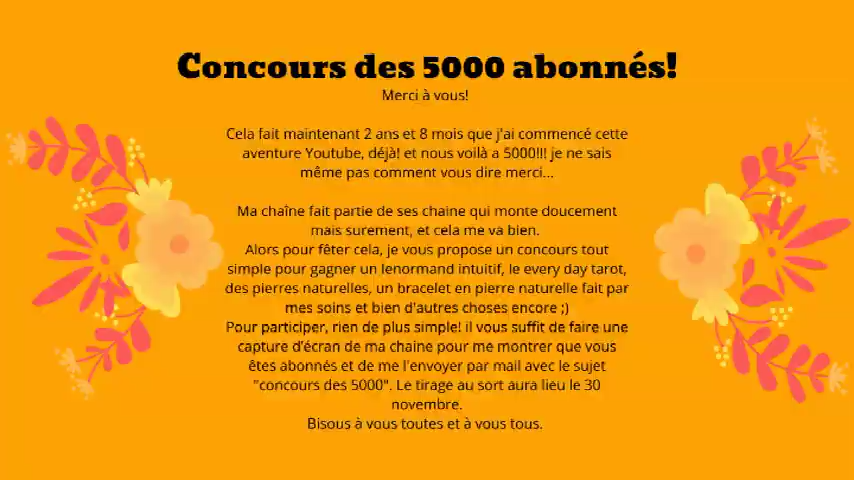 Concours des 5000 abonnés!
Merci à vous!
Cela fait maintenant 2 ans et 8 mois que j'ai commencé cette
aventure Youtube, déjà! et nous voilà a 5000!!! je ne sais
même pas comment vous dire merci...
Ma chaîne fait partie de ses chaine qui monte doucement
mais surement, et cela me va bien.
Alors pour fêter cela, je vous propose un concours tout
simple pour gagner un lenormand intuitif, le every day tarot,
des pierres naturelles, un bracelet en pierre naturelle fait par
mes soins et bien d'autres choses encore ;)
Pour participer, rien de plus simple! il vous suffit de faire une
capture d'écran de ma chaine pour me montrer que vous
êtes abonnés et de me l'envoyer par mail avec le sujet
"concours des 5000". Le tirage au sort aura lieu le 30
novembre.
Bisous à vous toutes et à vous tous.